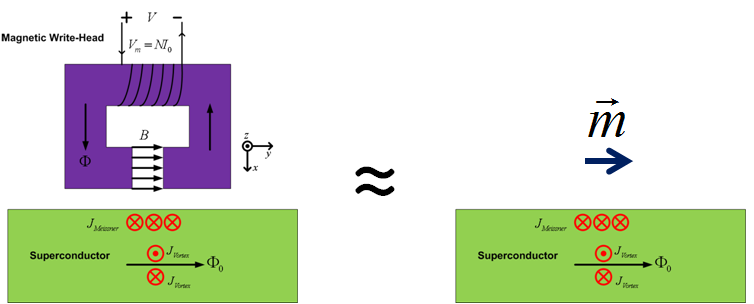 + V −
Magnetic Write-Head
V_m = NI_0
Φ
B
z
y
x
≈
m⃗
J_Meissner
J_Vortex
Superconductor
Φ_0
J_Vortex
J_Meissner
J_Vortex
Superconductor
Φ_0
J_Vortex